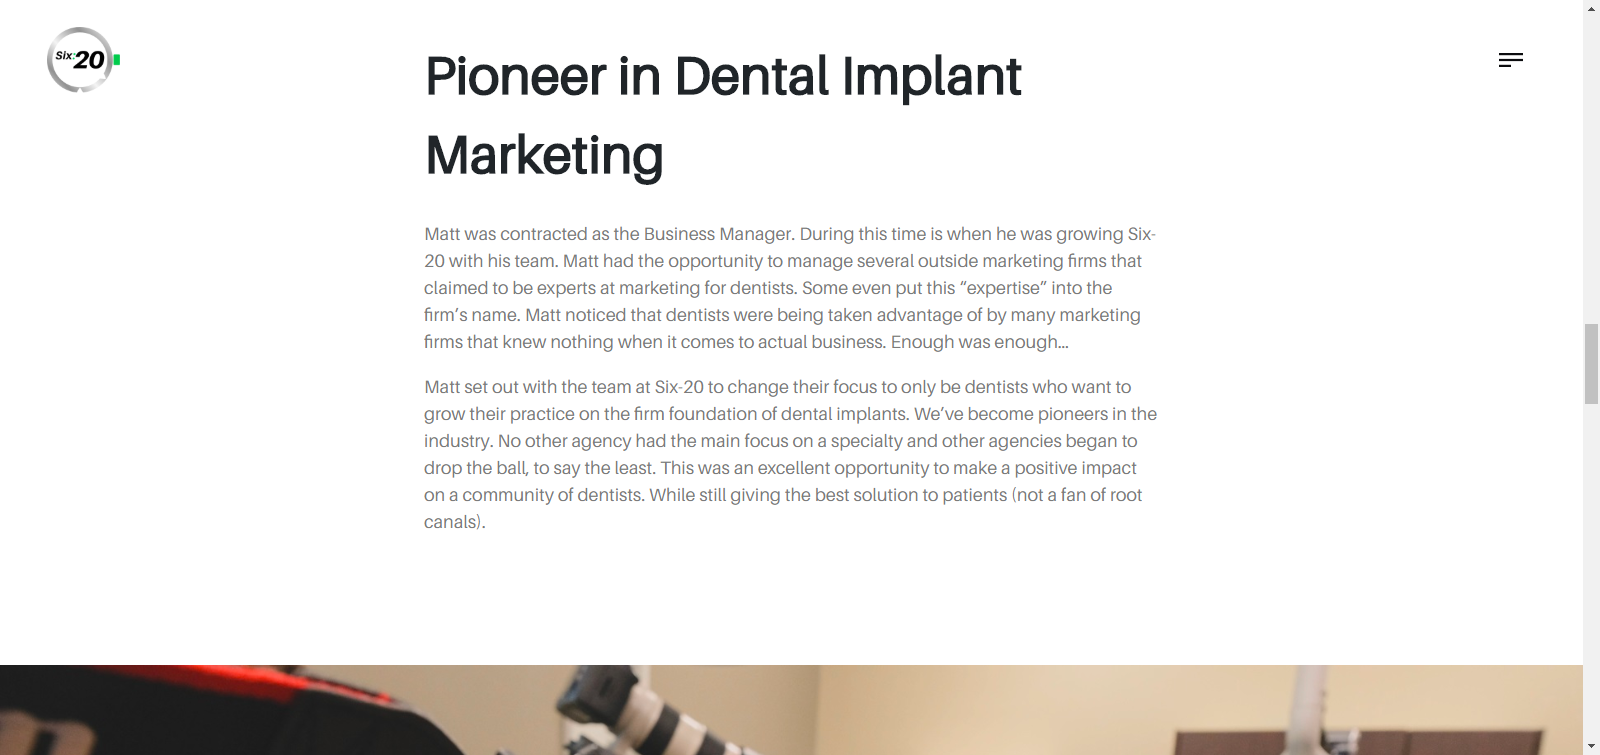 Six:20
Pioneer in Dental Implant
Marketing
Matt was contracted as the Business Manager. During this time is when he was growing Six-
20 with his team. Matt had the opportunity to manage several outside marketing firms that
claimed to be experts at marketing for dentists. Some even put this “expertise” into the
firm’s name. Matt noticed that dentists were being taken advantage of by many marketing
firms that knew nothing when it comes to actual business. Enough was enough…
Matt set out with the team at Six-20 to change their focus to only be dentists who want to
grow their practice on the firm foundation of dental implants. We’ve become pioneers in the
industry. No other agency had the main focus on a specialty and other agencies began to
drop the ball, to say the least. This was an excellent opportunity to make a positive impact
on a community of dentists. While still giving the best solution to patients (not a fan of root
canals).